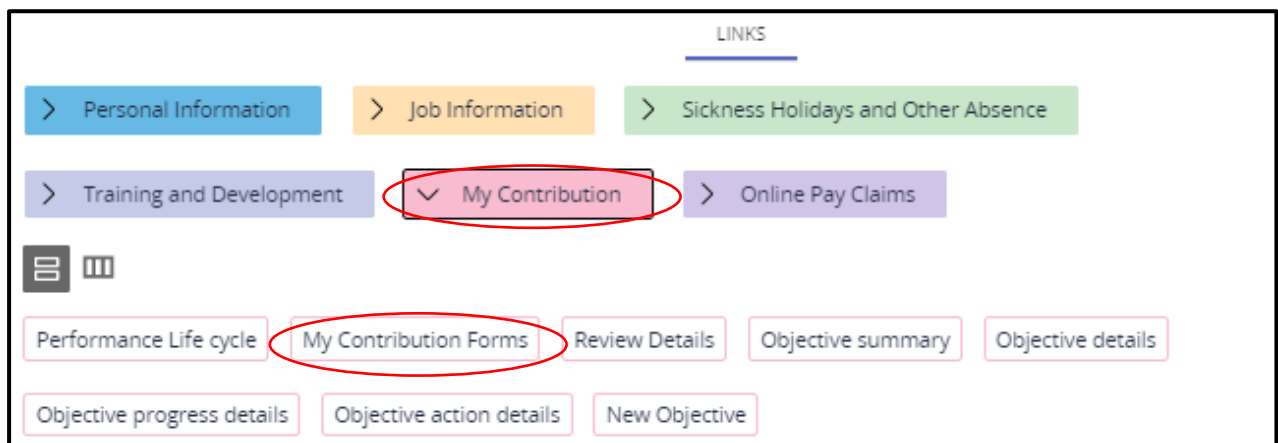 LINKS
Personal Information Job Information Sickness Holidays and Other Absence
Training and Development My Contribution Online Pay Claims
Performance Life cycle My Contribution Forms Review Details Objective summary Objective details
Objective progress details Objective action details New Objective